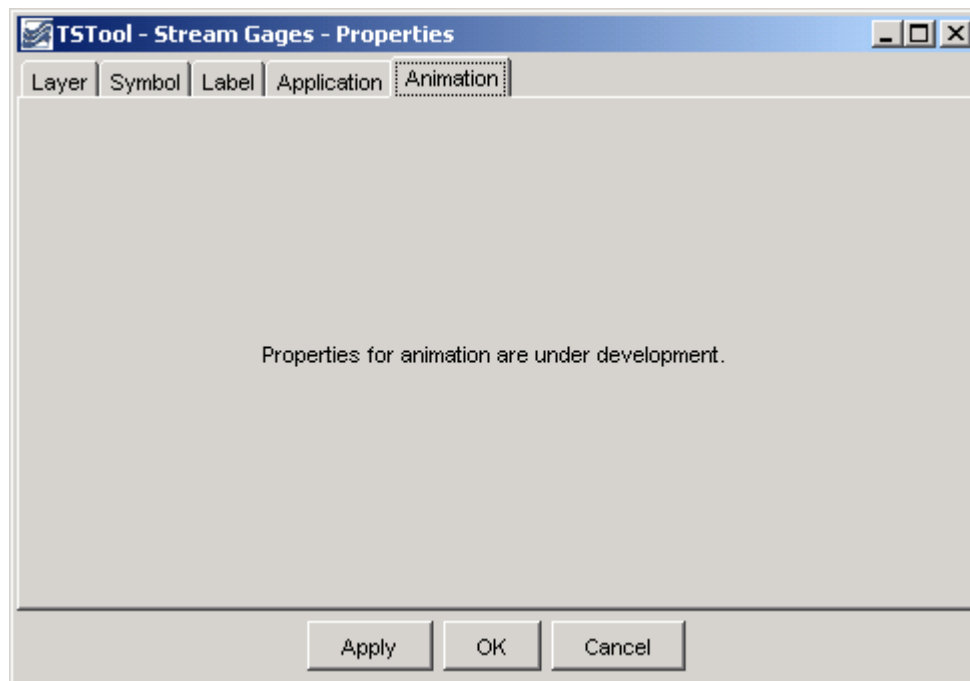 TSTool - Stream Gages - Properties
Layer Symbol Label Application Animation
Properties for animation are under development.
Apply OK Cancel